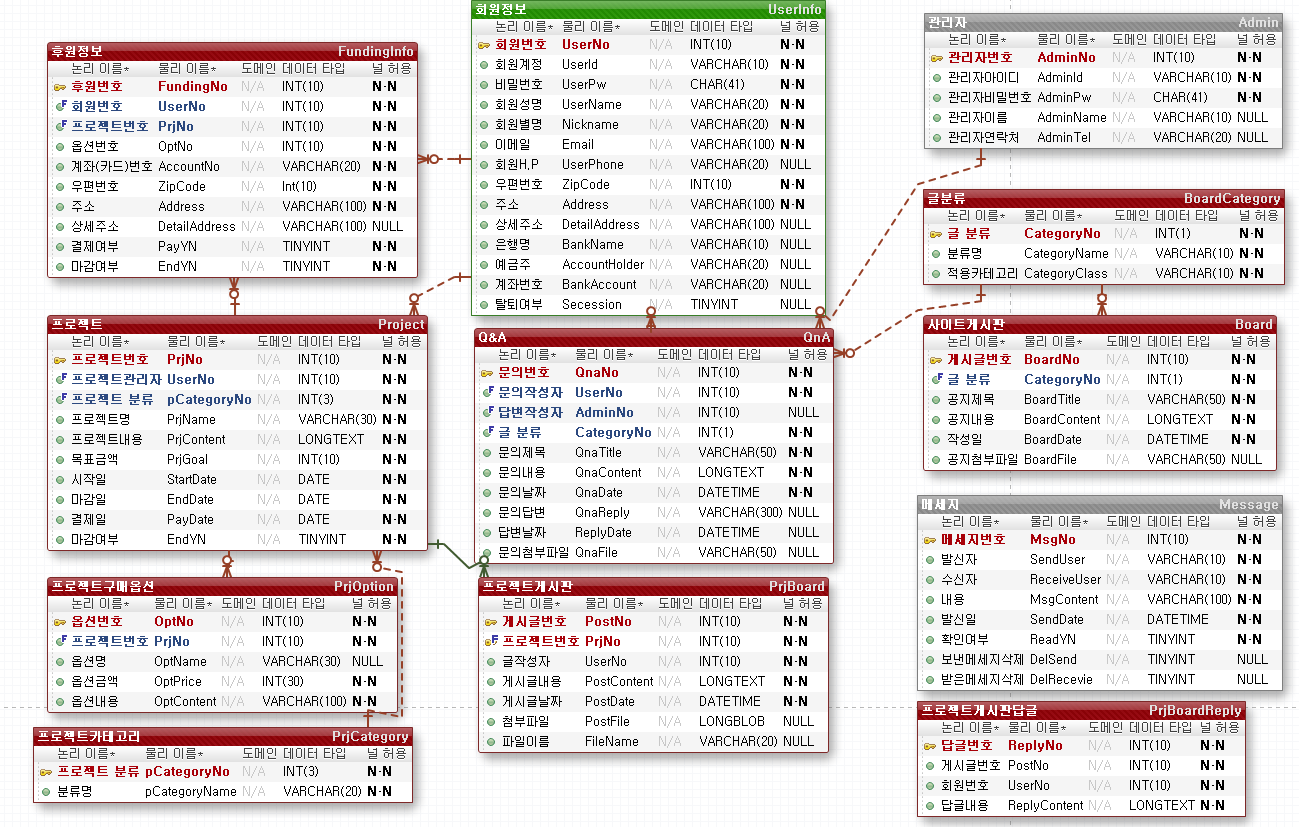 후원정보 FundingInfo
논리 이름* 물리 이름* 도메인 데이터 타입 널 허용
후원번호 FundingNo N/A INT(10) N·N
회원번호 UserNo N/A INT(10) N·N
프로젝트번호 PrjNo N/A INT(10) N·N
옵션번호 OptNo N/A INT(10) N·N
계좌(카드)번호 AccountNo N/A VARCHAR(20) N·N
우편번호 ZipCode N/A Int(10) N·N
주소 Address N/A VARCHAR(100) N·N
상세주소 DetailAddress N/A VARCHAR(100) NULL
결제여부 PayYN N/A TINYINT N·N
마감여부 EndYN N/A TINYINT N·N
회원정보 UserInfo
논리 이름* 물리 이름* 도메인 데이터 타입 널 허용
회원번호 UserNo N/A INT(10) N·N
회원계정 UserId N/A VARCHAR(10) N·N
비밀번호 UserPw N/A CHAR(41) N·N
회원성명 UserName N/A VARCHAR(20) N·N
회원별명 Nickname N/A VARCHAR(20) N·N
이메일 Email N/A VARCHAR(100) N·N
회원H.P UserPhone N/A VARCHAR(20) NULL
우편번호 ZipCode N/A INT(10) N·N
주소 Address N/A VARCHAR(100) N·N
상세주소 DetailAddress N/A VARCHAR(100) NULL
은행명 BankName N/A VARCHAR(10) NULL
예금주 AccountHolder N/A VARCHAR(20) NULL
계좌번호 BankAccount N/A VARCHAR(20) NULL
탈퇴여부 Secession N/A TINYINT NULL
관리자 Admin
논리 이름* 물리 이름* 도메인 데이터 타입 널 허용
관리자번호 AdminNo N/A INT(10) N·N
관리자아이디 AdminId N/A VARCHAR(10) N·N
관리자비밀번호 AdminPw N/A CHAR(41) N·N
관리자이름 AdminName N/A VARCHAR(10) NULL
관리자연락처 AdminTel N/A VARCHAR(20) NULL
글분류 BoardCategory
논리 이름* 물리 이름* 도메인 데이터 타입 널 허용
글 분류 CategoryNo N/A INT(1) N·N
분류명 CategoryName N/A VARCHAR(10) N·N
적용카테고리 CategoryClass N/A VARCHAR(10) N·N
프로젝트 Project
논리 이름* 물리 이름* 도메인 데이터 타입 널 허용
프로젝트번호 PrjNo N/A INT(10) N·N
프로젝트관리자 UserNo N/A INT(10) N·N
프로젝트 분류 pCategoryNo N/A INT(3) N·N
프로젝트명 PrjName N/A VARCHAR(30) N·N
프로젝트내용 PrjContent N/A LONGTEXT N·N
목표금액 PrjGoal N/A INT(10) N·N
시작일 StartDate N/A DATE N·N
마감일 EndDate N/A DATE N·N
결제일 PayDate N/A DATE N·N
마감여부 EndYN N/A TINYINT N·N
Q&A QnA
논리 이름* 물리 이름* 도메인 데이터 타입 널 허용
문의번호 QnaNo N/A INT(10) N·N
문의작성자 UserNo N/A INT(10) N·N
답변작성자 AdminNo N/A INT(10) NULL
글 분류 CategoryNo N/A INT(1) N·N
문의제목 QnaTitle N/A VARCHAR(50) N·N
문의내용 QnaContent N/A LONGTEXT N·N
문의날짜 QnaDate N/A DATETIME N·N
문의답변 QnaReply N/A VARCHAR(300) NULL
답변날짜 ReplyDate N/A DATETIME NULL
문의첨부파일 QnaFile N/A VARCHAR(50) NULL
사이트게시판 Board
논리 이름* 물리 이름* 도메인 데이터 타입 널 허용
게시글번호 BoardNo N/A INT(10) N·N
글 분류 CategoryNo N/A INT(1) N·N
공지제목 BoardTitle N/A VARCHAR(50) N·N
공지내용 BoardContent N/A LONGTEXT N·N
작성일 BoardDate N/A DATETIME N·N
공지첨부파일 BoardFile N/A VARCHAR(50) NULL
메세지 Message
논리 이름* 물리 이름* 도메인 데이터 타입 널 허용
메세지번호 MsgNo N/A INT(10) N·N
발신자 SendUser N/A VARCHAR(10) N·N
수신자 ReceiveUser N/A VARCHAR(10) N·N
내용 MsgContent N/A VARCHAR(100) N·N
발신일 SendDate N/A DATETIME N·N
확인여부 ReadYN N/A TINYINT N·N
보낸메세지삭제 DelSend N/A TINYINT NULL
받은메세지삭제 DelRecevie N/A TINYINT NULL
프로젝트구매옵션 PrjOption
논리 이름* 물리 이름* 도메인 데이터 타입 널 허용
옵션번호 OptNo N/A INT(10) N·N
프로젝트번호 PrjNo N/A INT(10) N·N
옵션명 OptName N/A VARCHAR(30) NULL
옵션금액 OptPrice N/A INT(30) N·N
옵션내용 OptContent N/A VARCHAR(100) N·N
프로젝트게시판 PrjBoard
논리 이름* 물리 이름* 도메인 데이터 타입 널 허용
게시글번호 PostNo N/A INT(10) N·N
프로젝트번호 PrjNo N/A INT(10) N·N
글작성자 UserNo N/A INT(10) N·N
게시글내용 PostContent N/A LONGTEXT N·N
게시글날짜 PostDate N/A DATETIME N·N
첨부파일 PostFile N/A LONGBLOB NULL
파일이름 FileName N/A VARCHAR(20) NULL
프로젝트카테고리 PrjCategory
논리 이름* 물리 이름* 도메인 데이터 타입 널 허용
프로젝트 분류 pCategoryNo N/A INT(3) N·N
분류명 pCategoryName N/A VARCHAR(20) N·N
프로젝트게시판답글 PrjBoardReply
논리 이름* 물리 이름* 도메인 데이터 타입 널 허용
답글번호 ReplyNo N/A INT(10) N·N
게시글번호 PostNo N/A INT(10) N·N
회원번호 UserNo N/A INT(10) N·N
답글내용 ReplyContent N/A LONGTEXT N·N